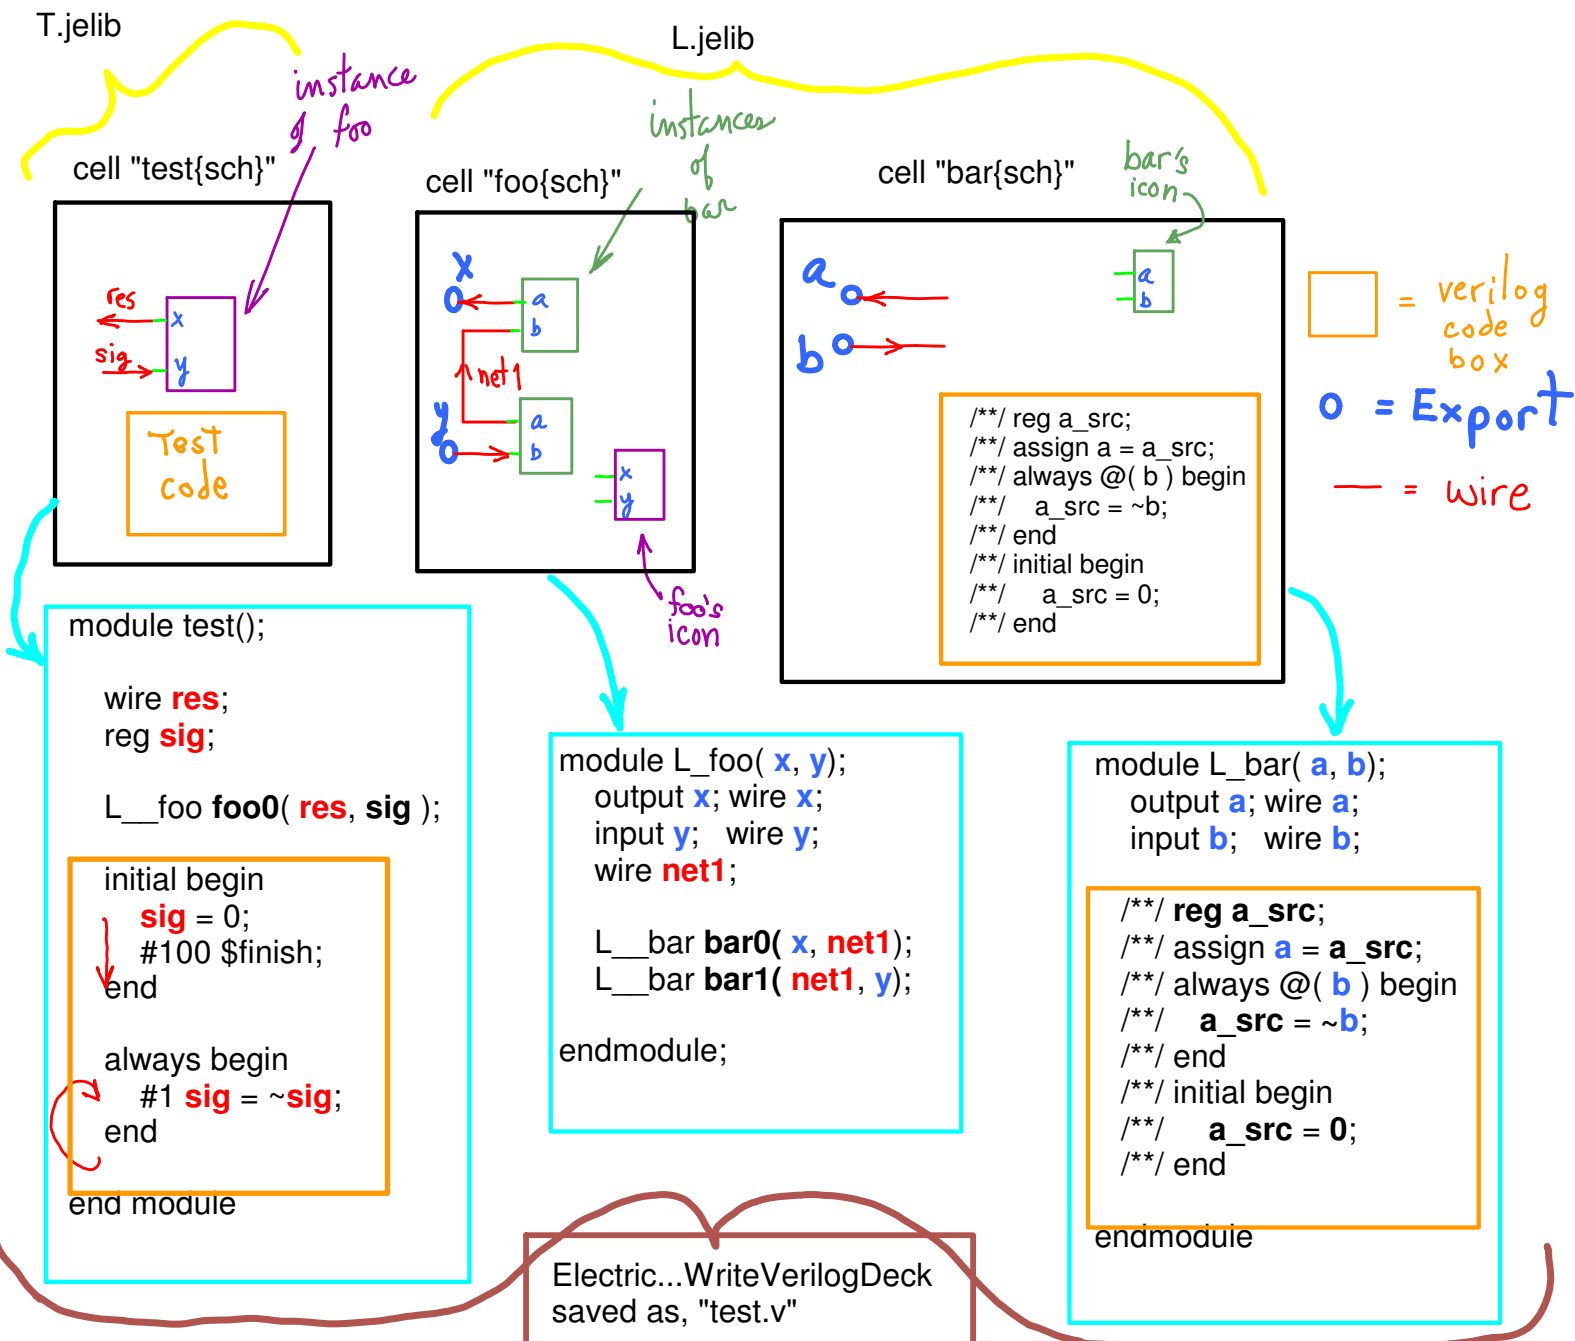 T.jelib
L.jelib
instance
of foo
instances
of
bar
bar's
icon
cell "test{sch}"
cell "foo{sch}"
cell "bar{sch}"
res
x
sig
y
Test
code
x
a
b
net1
y
a
b
x
y
foo's
icon
a
b
a
b
/**/ reg a_src;
/**/ assign a = a_src;
/**/ always @( b ) begin
/**/    a_src = ~b;
/**/ end
/**/ initial begin
/**/     a_src = 0;
/**/ end
= verilog
code
box
o = Export
— = wire
module test();
wire res;
reg sig;
L__foo foo0( res, sig );
initial begin
sig = 0;
#100 $finish;
end
always begin
#1 sig = ~sig;
end
end module
module L_foo( x, y);
output x; wire x;
input y;   wire y;
wire net1;
L__bar bar0( x, net1);
L__bar bar1( net1, y);
endmodule;
module L_bar( a, b);
output a; wire a;
input b;   wire b;
/**/ reg a_src;
/**/ assign a = a_src;
/**/ always @( b ) begin
/**/    a_src = ~b;
/**/ end
/**/ initial begin
/**/     a_src = 0;
/**/ end
endmodule
Electric...WriteVerilogDeck
saved as, "test.v"